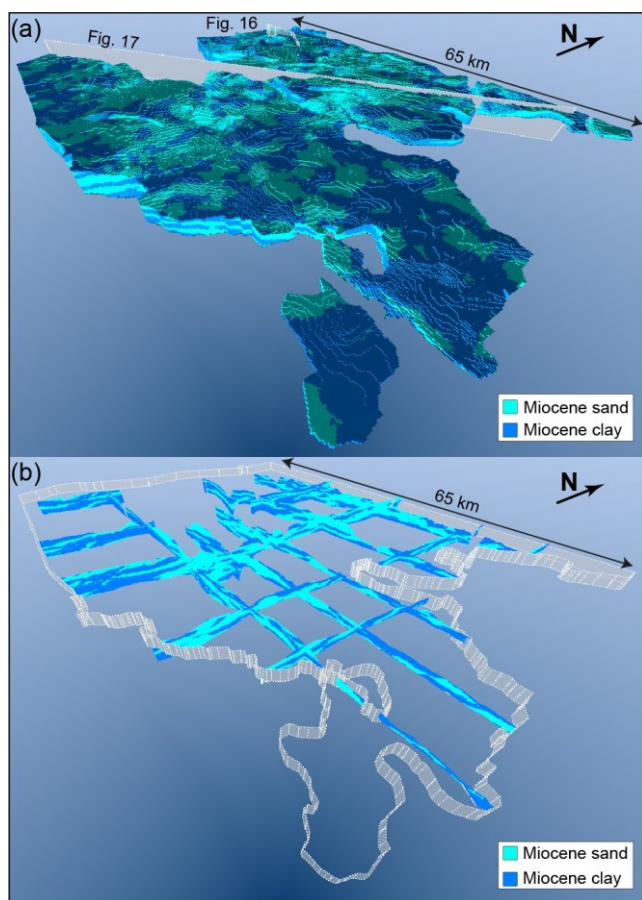 (a)
Fig. 16
Fig. 17
N
65 km
Miocene sand
Miocene clay
(b)
N
65 km
Miocene sand
Miocene clay